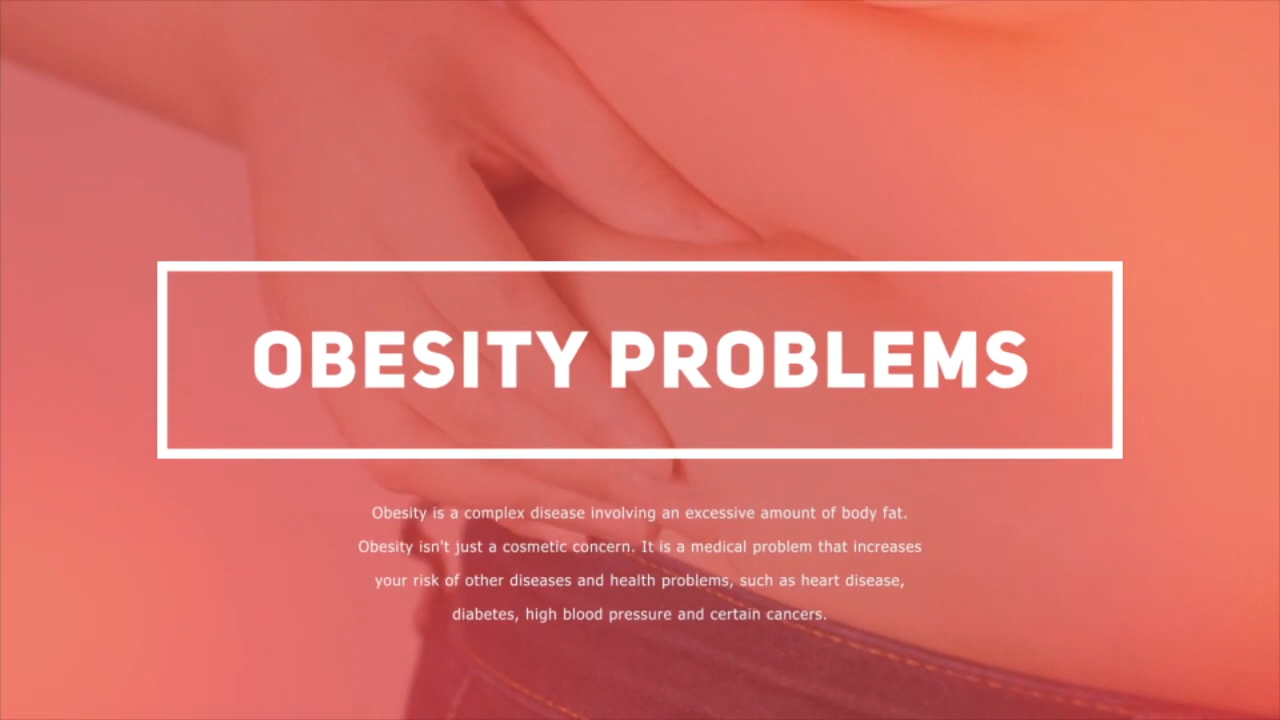 OBESITY PROBLEMS
Obesity is a complex disease involving an excessive amount of body fat.
Obesity isn't just a cosmetic concern. It is a medical problem that increases
your risk of other diseases and health problems, such as heart disease,
diabetes, high blood pressure and certain cancers.